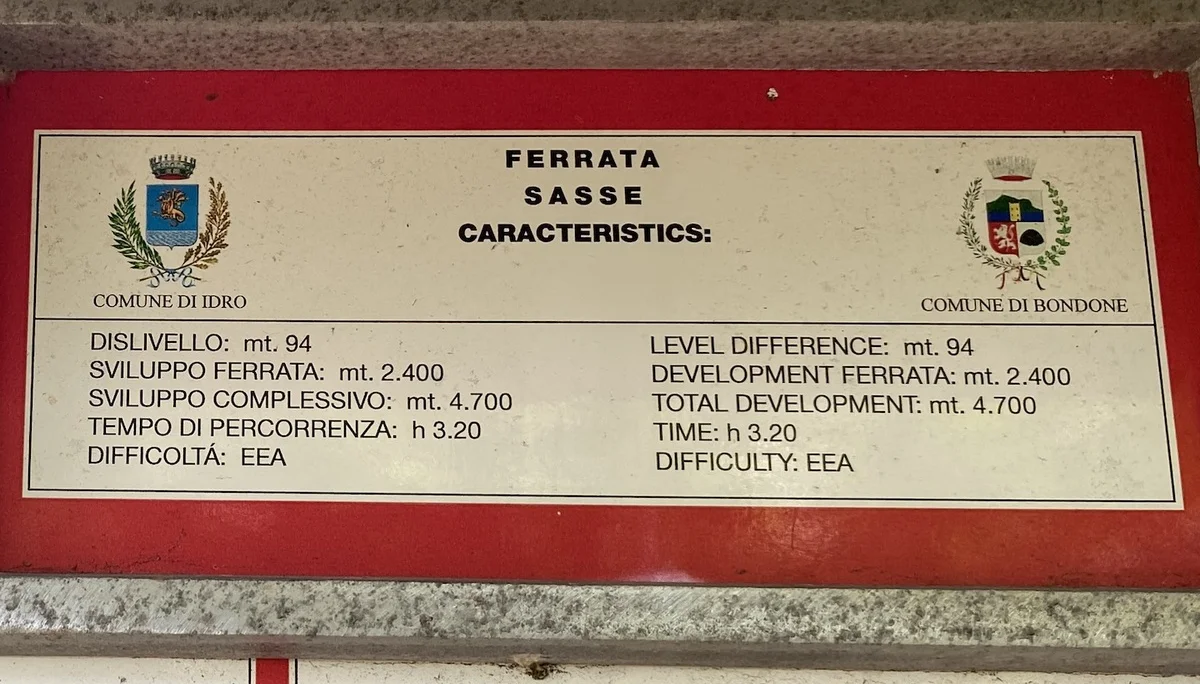 FERRATA
SASSE
CARACTERISTICS:
COMUNE DI IDRO
COMUNE DI BONDONE
DISLIVELLO: mt. 94
SVILUPPO FERRATA: mt. 2.400
SVILUPPO COMPLESSIVO: mt. 4.700
TEMPO DI PERCORRENZA: h 3.20
DIFFICOLTÁ: EEA
LEVEL DIFFERENCE: mt. 94
DEVELOPMENT FERRATA: mt. 2.400
TOTAL DEVELOPMENT: mt. 4.700
TIME: h 3.20
DIFFICULTY: EEA